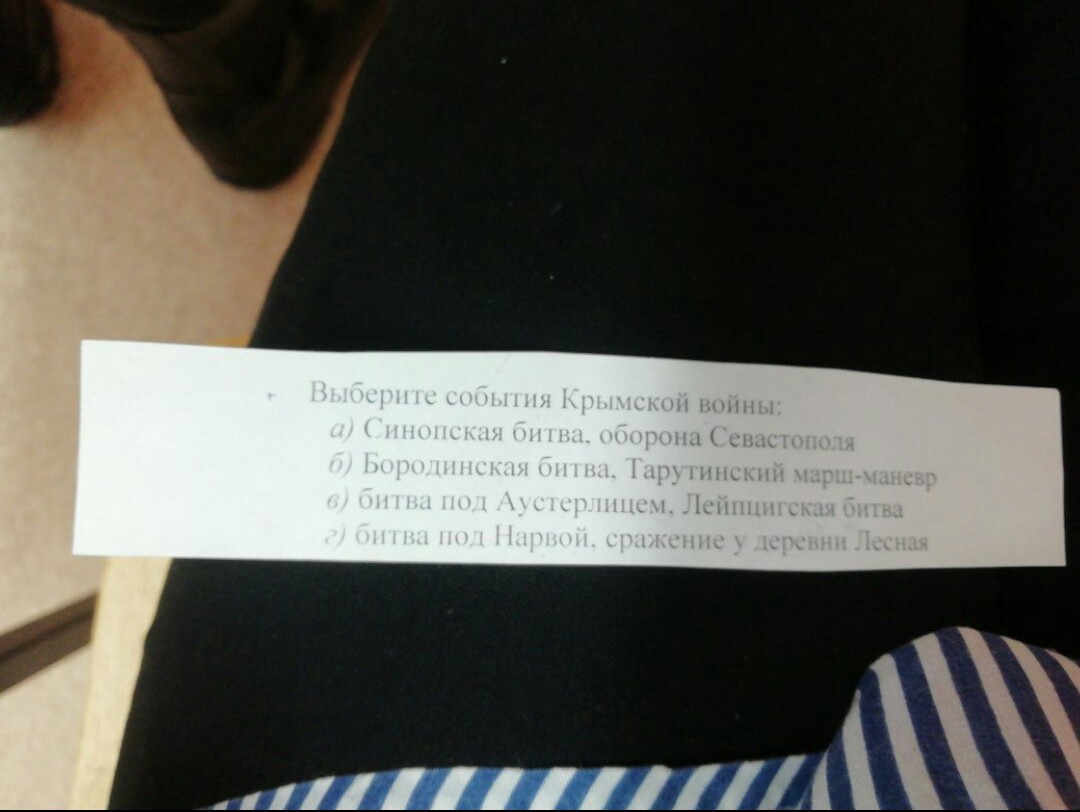 Выберите события Крымской войны:
а) Синопская битва, оборона Севастополя
б) Бородинская битва, Тарутинский марш-маневр
в) битва под Аустерлицем, Лейпцигская битва
г) битва под Нарвой, сражение у деревни Лесная